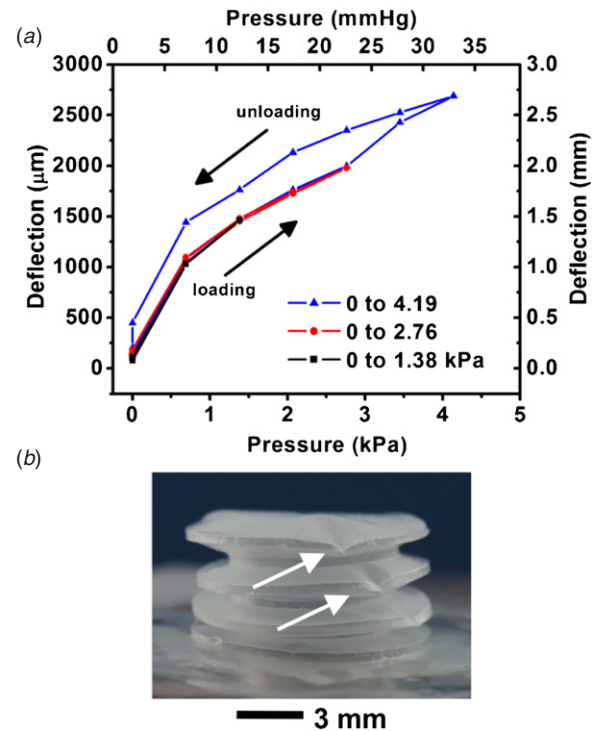 (a)
Pressure (mmHg)
0 5 10 15 20 25 30 35
3000 3.0
2500 2.5
2000 2.0
1500 1.5
1000 1.0
500 0.5
0 0.0
Deflection (μm)
Deflection (mm)
unloading
loading
0 to 4.19
0 to 2.76
0 to 1.38 kPa
0 1 2 3 4 5
Pressure (kPa)
(b)
3 mm